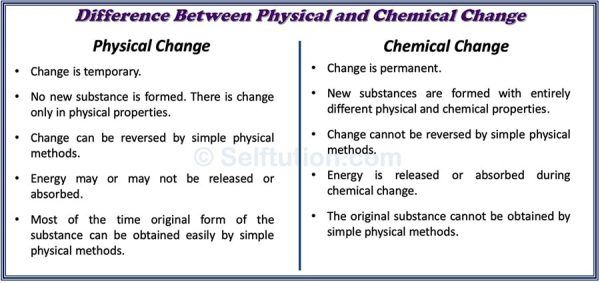 Difference Between Physical and Chemical Change
Physical Change
• Change is temporary.
• No new substance is formed. There is change
only in physical properties.
• Change can be reversed by simple physical
methods.
• Energy may or may not be released or
absorbed.
• Most of the time original form of the
substance can be obtained easily by simple
physical methods.
Chemical Change
• Change is permanent.
• New substances are formed with entirely
different physical and chemical properties.
• Change cannot be reversed by simple physical
methods.
• Energy is released or absorbed during
chemical change.
• The original substance cannot be obtained by
simple physical methods.
© Selftution.com